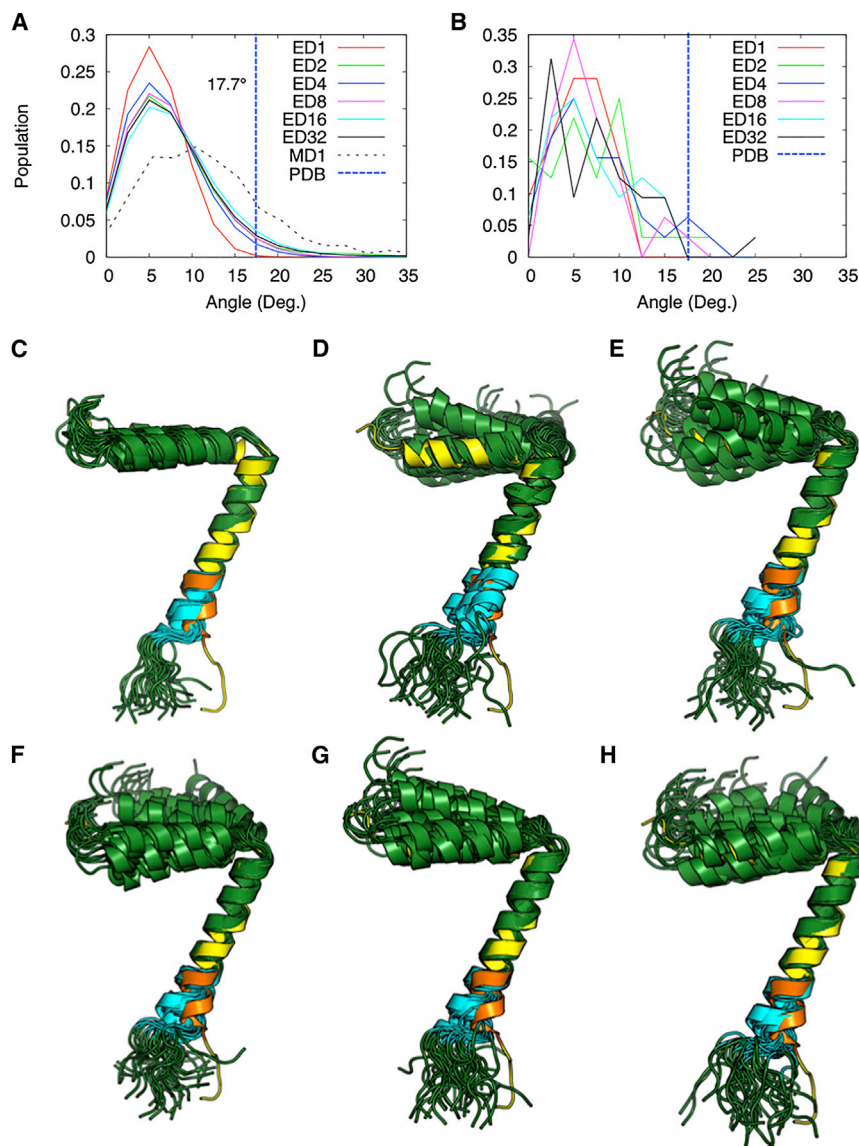 A
B
0.3
0.25
0.2
0.15
0.1
0.05
0
0 5 10 15 20 25 30 35
Population
Angle (Deg.)
17.7°
ED1
ED2
ED4
ED8
ED16
ED32
MD1
PDB
0.35
0.3
0.25
0.2
0.15
0.1
0.05
0
0 5 10 15 20 25 30 35
Angle (Deg.)
ED1
ED2
ED4
ED8
ED16
ED32
PDB
C
D
E
F
G
H